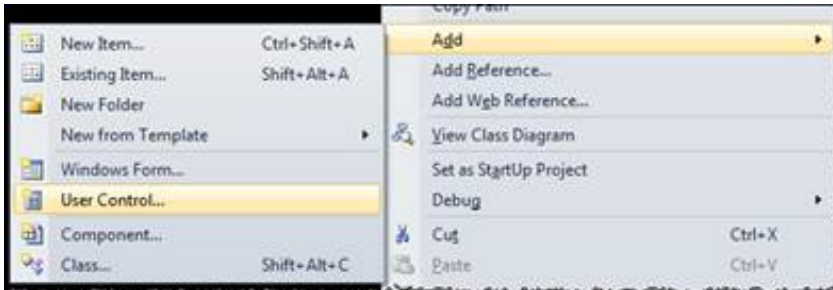 Copy Path
New Item... Ctrl+Shift+A
Existing Item... Shift+Alt+A
New Folder
New from Template
Windows Form...
User Control...
Component...
Class... Shift+Alt+C
Add
Add Reference...
Add Web Reference...
View Class Diagram
Set as StartUp Project
Debug
Cut Ctrl+X
Paste Ctrl+V